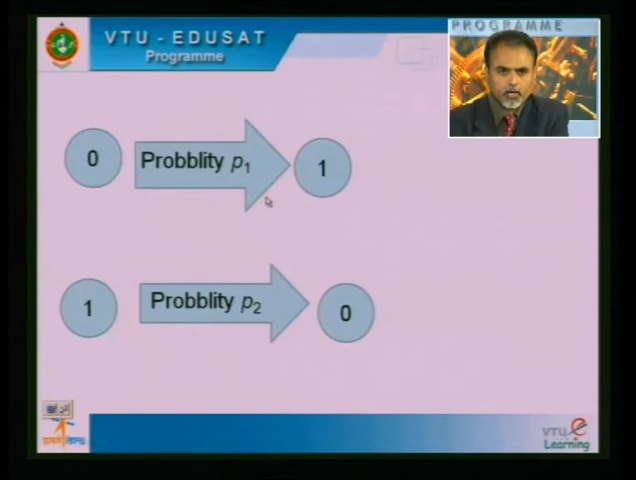 PROGRAMME
VTU - EDUSAT
Programme
0
Probblity p1
1
1
Probblity p2
0
VTU e
Learning